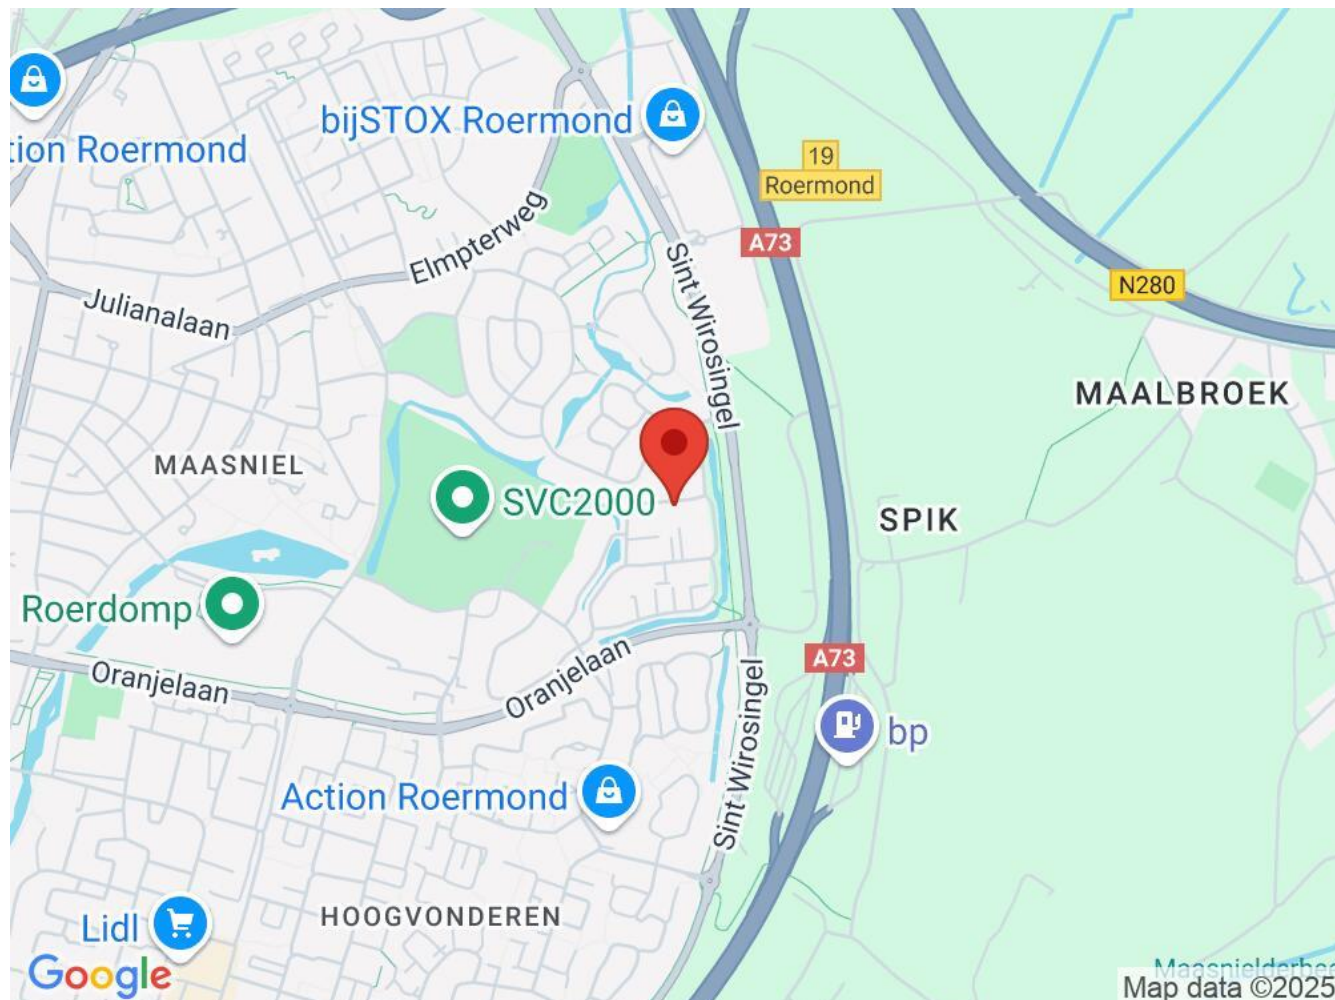 bijSTOX Roermond
tion Roermond
19
Roermond
Elmpterweg
A73
Sint Wirosingel
N280
Julianalaan
MAALBROEK
MAASNIEL
SVC2000
SPIK
Roerdomp
Oranjelaan
Oranjelaan
A73
Sint Wirosingel
bp
Action Roermond
HOOGVONDEREN
Lidl
Google
Maasnielderbee
Map data ©2025